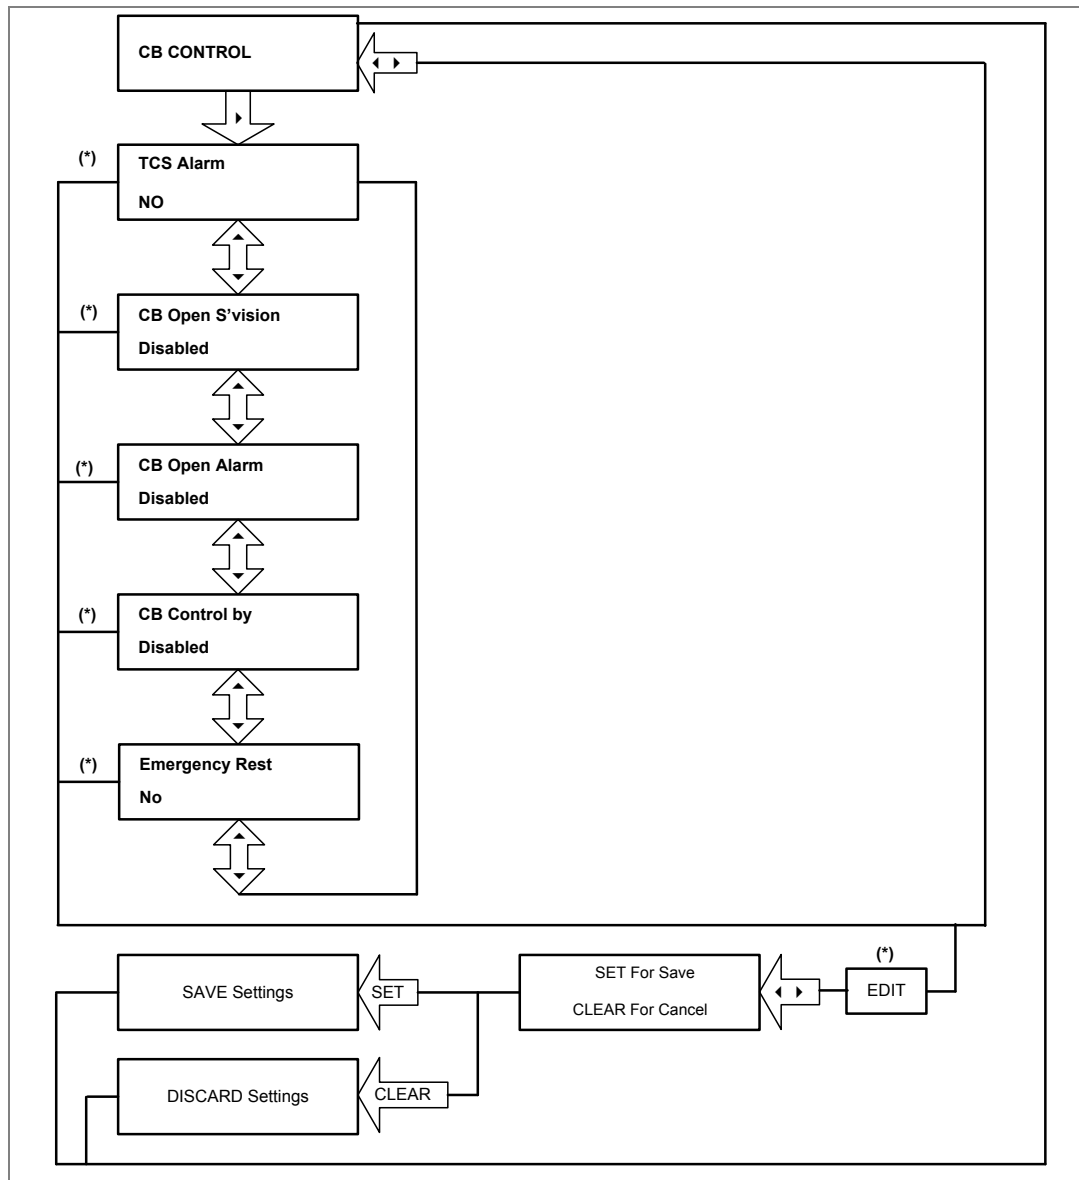 CB CONTROL
(*)
TCS Alarm
NO
(*)
CB Open S'vision
Disabled
(*)
CB Open Alarm
Disabled
(*)
CB Control by
Disabled
(*)
Emergency Rest
No
(*)
EDIT
SET For Save
CLEAR For Cancel
SET
SAVE Settings
CLEAR
DISCARD Settings